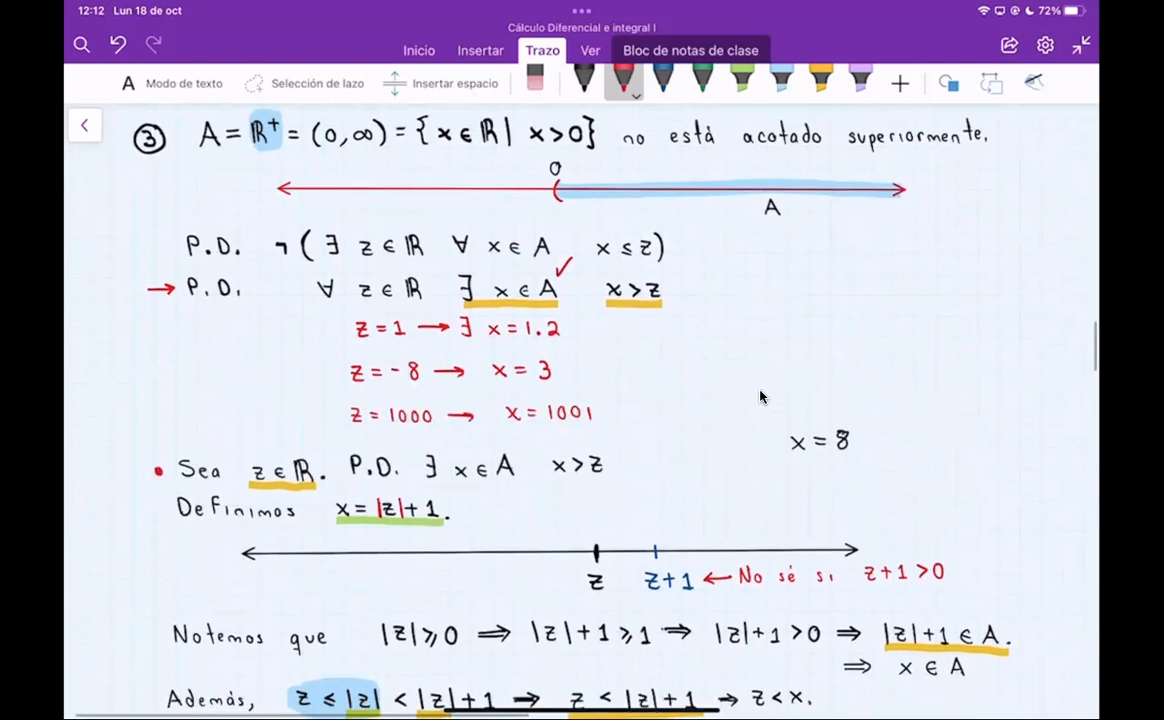 12:12 Lun 18 de oct
72%
Cálculo Diferencial e integral I
Inicio Insertar Trazo Ver Bloc de notas de clase
A Modo de texto Selección de lazo Insertar espacio
③ A = ℝ⁺ = (0,∞) = {x ∈ ℝ | x>0} no está acotado superiormente.
0
A
P.D. ¬(∃ z ∈ ℝ ∀ x ∈ A x ≤ z)
→ P.D. ∀ z ∈ ℝ ∃ x ∈ A ✓ x > z
z = 1 → ∃ x = 1.2
z = -8 → x = 3
z = 1000 → x = 1001
x = 8
• Sea z ∈ ℝ. P.D. ∃ x ∈ A x > z
Definimos x = |z|+1.
z z+1 ← No sé si z+1 >0
Notemos que |z| ⩾ 0 ⟹ |z|+1 ⩾ 1 ⟹ |z|+1 >0 ⟹ |z|+1 ∈ A.
⟹ x ∈ A
Además, z ≤ |z| < |z|+1 → z < |z|+1 → z < x.